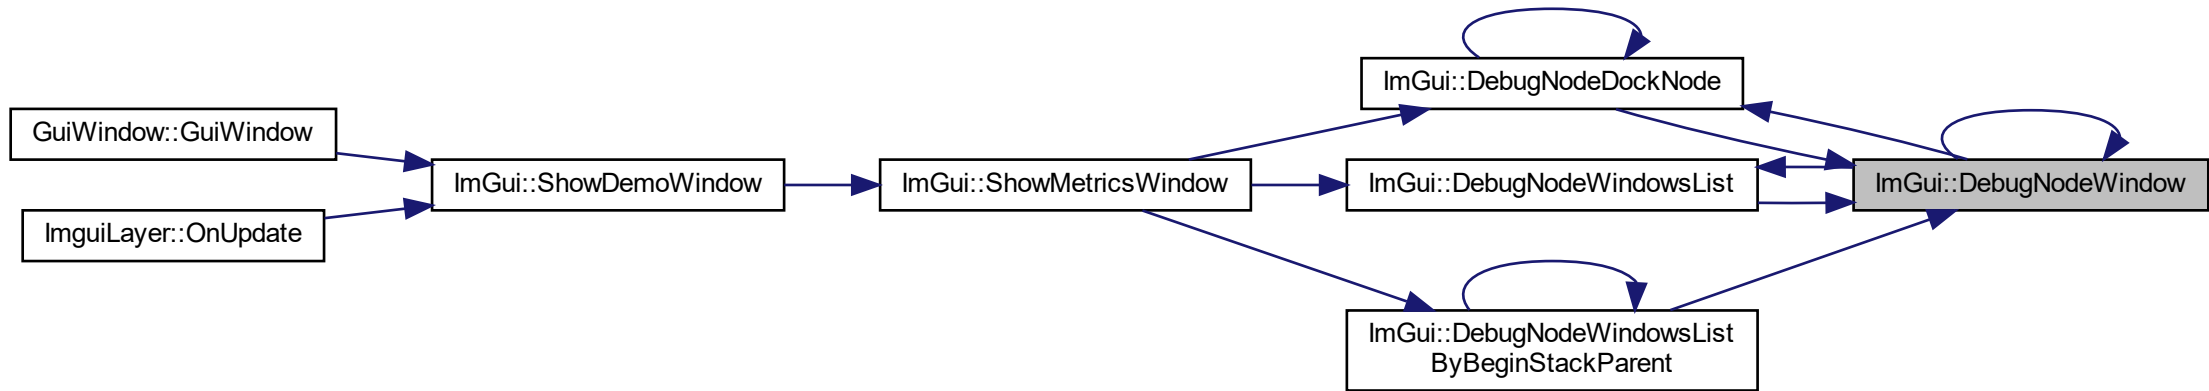 GuiWindow::GuiWindow
ImguiLayer::OnUpdate
ImGui::ShowDemoWindow
ImGui::ShowMetricsWindow
ImGui::DebugNodeDockNode
ImGui::DebugNodeWindowsList
ImGui::DebugNodeWindowsList
ByBeginStackParent
ImGui::DebugNodeWindow